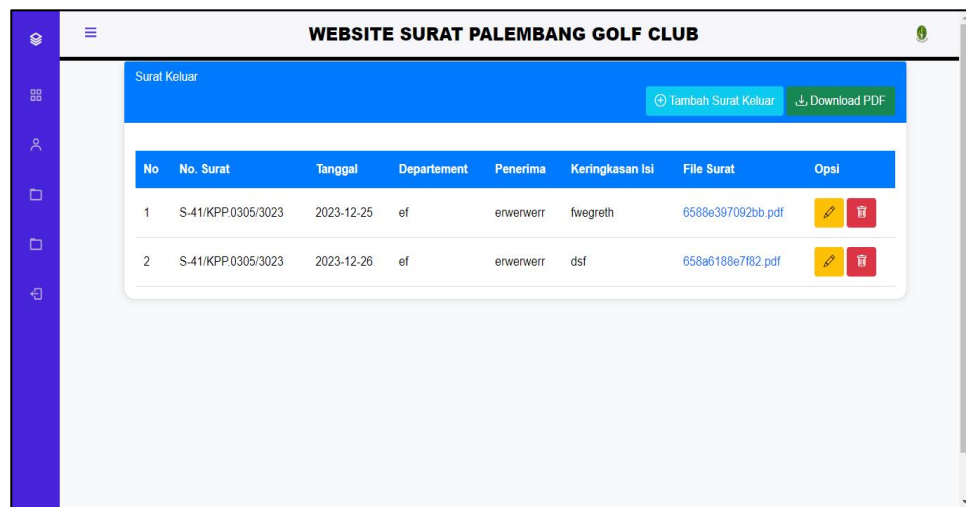 WEBSITE SURAT PALEMBANG GOLF CLUB
Surat Keluar
Tambah Surat Keluar Download PDF
No No. Surat Tanggal Departement Penerima Keringkasan Isi File Surat Opsi
1 S-41/KPP.0305/3023 2023-12-25 ef erwerwerr fwegreth 6588e397092bb.pdf
2 S-41/KPP.0305/3023 2023-12-26 ef erwerwerr dsf 658a6188e7f82.pdf